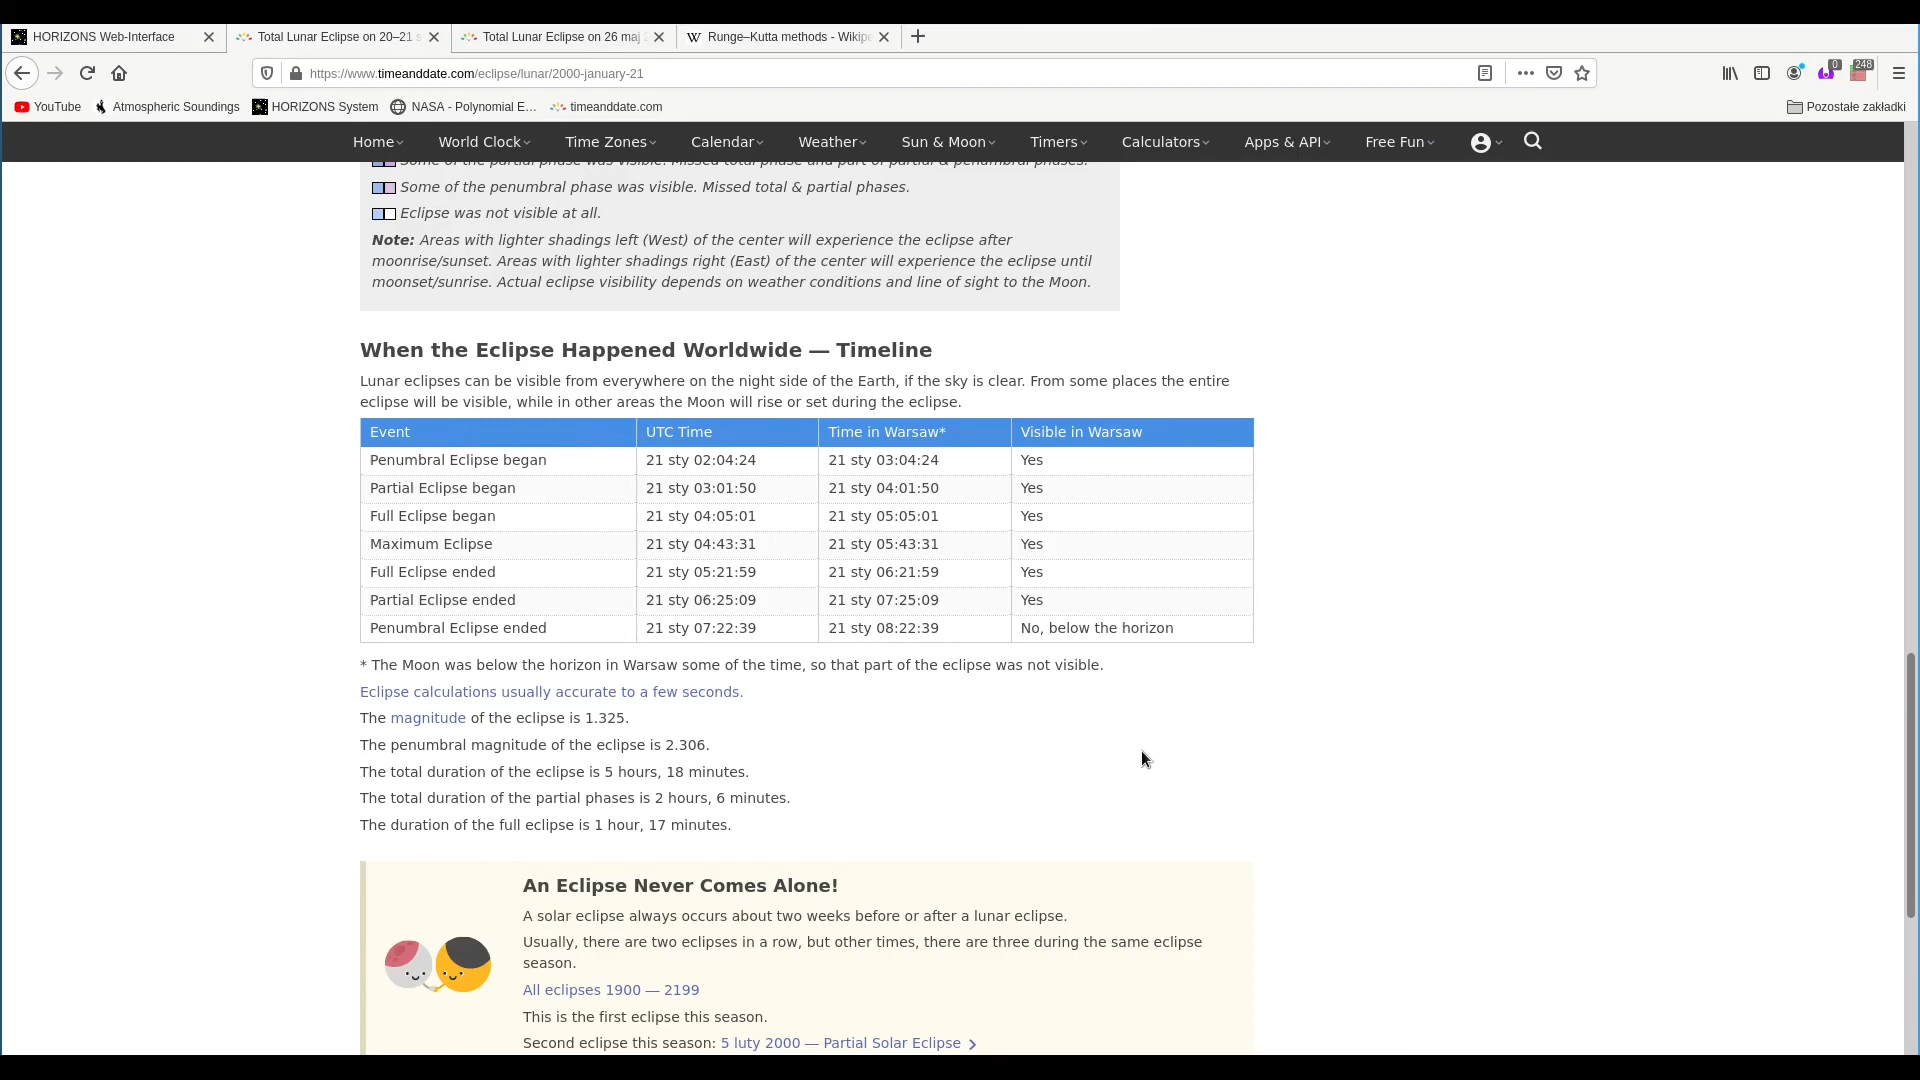 HORIZONS Web-Interface
Total Lunar Eclipse on 20–21 s
Total Lunar Eclipse on 26 maj 2
Runge–Kutta methods - Wikipe
https://www.timeanddate.com/eclipse/lunar/2000-january-21
0
248
YouTube
Atmospheric Soundings
HORIZONS System
NASA - Polynomial E…
timeanddate.com
Pozostałe zakładki
Home
World Clock
Time Zones
Calendar
Weather
Sun & Moon
Timers
Calculators
Apps & API
Free Fun
Some of the partial phase was visible. Missed total phase and part of partial & penumbral phases.
Some of the penumbral phase was visible. Missed total & partial phases.
Eclipse was not visible at all.
Note: Areas with lighter shadings left (West) of the center will experience the eclipse after
moonrise/sunset. Areas with lighter shadings right (East) of the center will experience the eclipse until
moonset/sunrise. Actual eclipse visibility depends on weather conditions and line of sight to the Moon.
When the Eclipse Happened Worldwide — Timeline
Lunar eclipses can be visible from everywhere on the night side of the Earth, if the sky is clear. From some places the entire
eclipse will be visible, while in other areas the Moon will rise or set during the eclipse.
Event UTC Time Time in Warsaw* Visible in Warsaw
Penumbral Eclipse began 21 sty 02:04:24 21 sty 03:04:24 Yes
Partial Eclipse began 21 sty 03:01:50 21 sty 04:01:50 Yes
Full Eclipse began 21 sty 04:05:01 21 sty 05:05:01 Yes
Maximum Eclipse 21 sty 04:43:31 21 sty 05:43:31 Yes
Full Eclipse ended 21 sty 05:21:59 21 sty 06:21:59 Yes
Partial Eclipse ended 21 sty 06:25:09 21 sty 07:25:09 Yes
Penumbral Eclipse ended 21 sty 07:22:39 21 sty 08:22:39 No, below the horizon
* The Moon was below the horizon in Warsaw some of the time, so that part of the eclipse was not visible.
Eclipse calculations usually accurate to a few seconds.
The magnitude of the eclipse is 1.325.
The penumbral magnitude of the eclipse is 2.306.
The total duration of the eclipse is 5 hours, 18 minutes.
The total duration of the partial phases is 2 hours, 6 minutes.
The duration of the full eclipse is 1 hour, 17 minutes.
An Eclipse Never Comes Alone!
A solar eclipse always occurs about two weeks before or after a lunar eclipse.
Usually, there are two eclipses in a row, but other times, there are three during the same eclipse
season.
All eclipses 1900 — 2199
This is the first eclipse this season.
Second eclipse this season: 5 luty 2000 — Partial Solar Eclipse